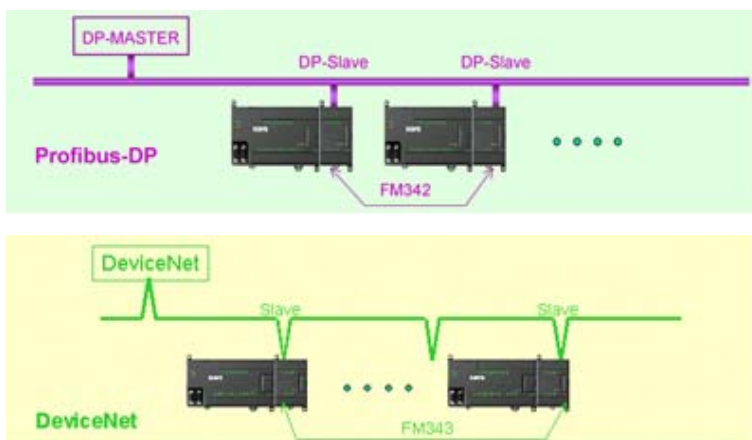 DP-MASTER
DP-Slave DP-Slave
Profibus-DP
FM342
DeviceNet
Slave Slave
DeviceNet
FM343